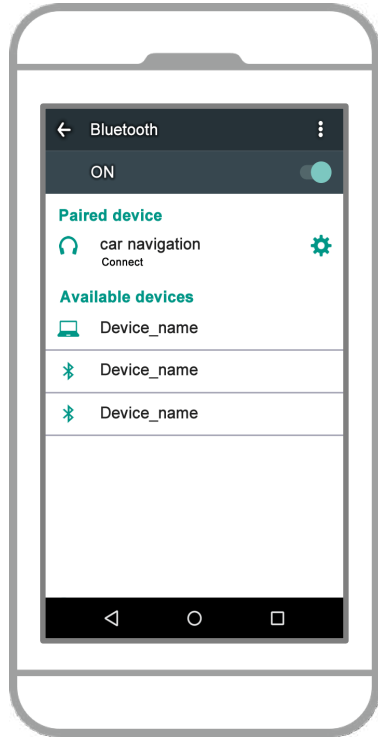 Bluetooth
ON
Paired device
car navigation
Connect
Available devices
Device_name
Device_name
Device_name